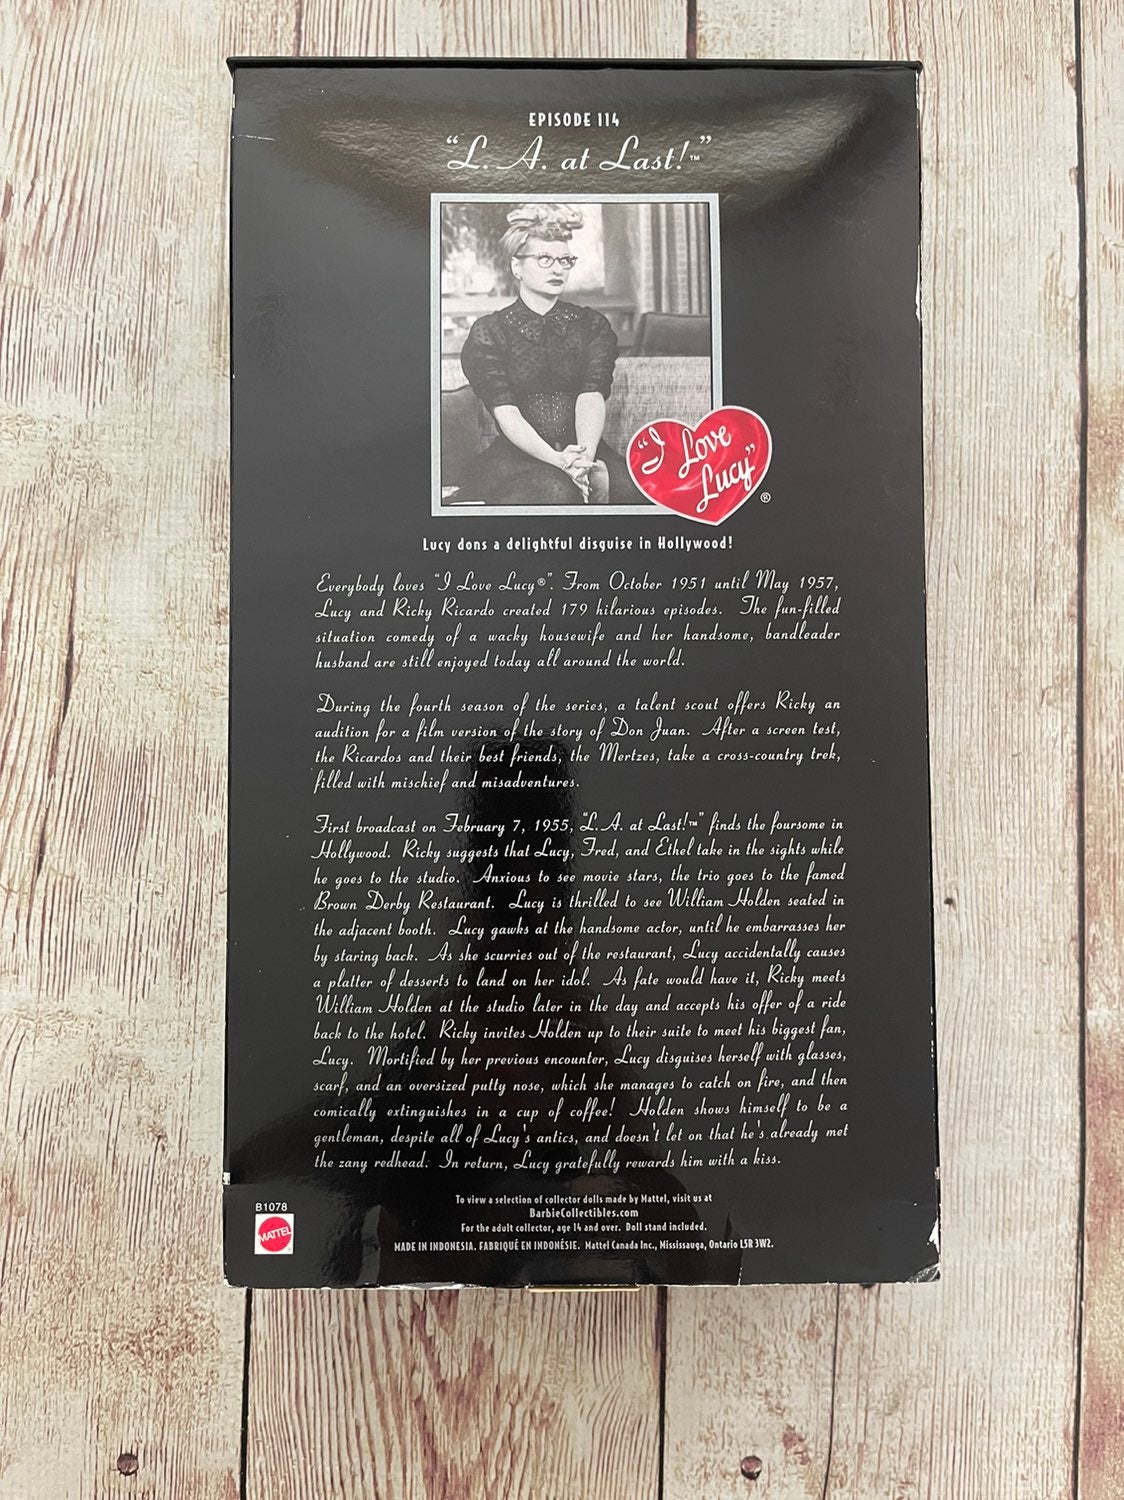 EPISODE 114
"L. A. at Last!™"
"I Love
Lucy"
®
Lucy dons a delightful disguise in Hollywood!
Everybody loves "I Love Lucy®". From October 1951 until May 1957,
Lucy and Ricky Ricardo created 179 hilarious episodes. The fun-filled
situation comedy of a wacky housewife and her handsome, bandleader
husband are still enjoyed today all around the world.
During the fourth season of the series, a talent scout offers Ricky an
audition for a film version of the story of Don Juan. After a screen test,
the Ricardos and their best friends, the Mertzes, take a cross-country trek,
filled with mischief and misadventures.
First broadcast on February 7, 1955, "L.A. at Last!™" finds the foursome in
Hollywood. Ricky suggests that Lucy, Fred, and Ethel take in the sights while
he goes to the studio. Anxious to see movie stars, the trio goes to the famed
Brown Derby Restaurant. Lucy is thrilled to see William Holden seated in
the adjacent booth. Lucy gawks at the handsome actor, until he embarrasses her
by staring back. As she scurries out of the restaurant, Lucy accidentally causes
a platter of desserts to land on her idol. As fate would have it, Ricky meets
William Holden at the studio later in the day and accepts his offer of a ride
back to the hotel. Ricky invites Holden up to their suite to meet his biggest fan,
Lucy. Mortified by her previous encounter, Lucy disguises herself with glasses,
scarf, and an oversized putty nose, which she manages to catch on fire, and then
comically extinguishes in a cup of coffee! Holden shows himself to be a
gentleman, despite all of Lucy's antics, and doesn't let on that he's already met
the zany redhead. In return, Lucy gratefully rewards him with a kiss.
To view a selection of collector dolls made by Mattel, visit us at
BarbieCollectibles.com
For the adult collector, age 14 and over. Doll stand included.
MADE IN INDONESIA. FABRIQUÉ EN INDONÉSIE. Mattel Canada Inc., Mississauga, Ontario L5R 3W2.
B1078
MATTEL